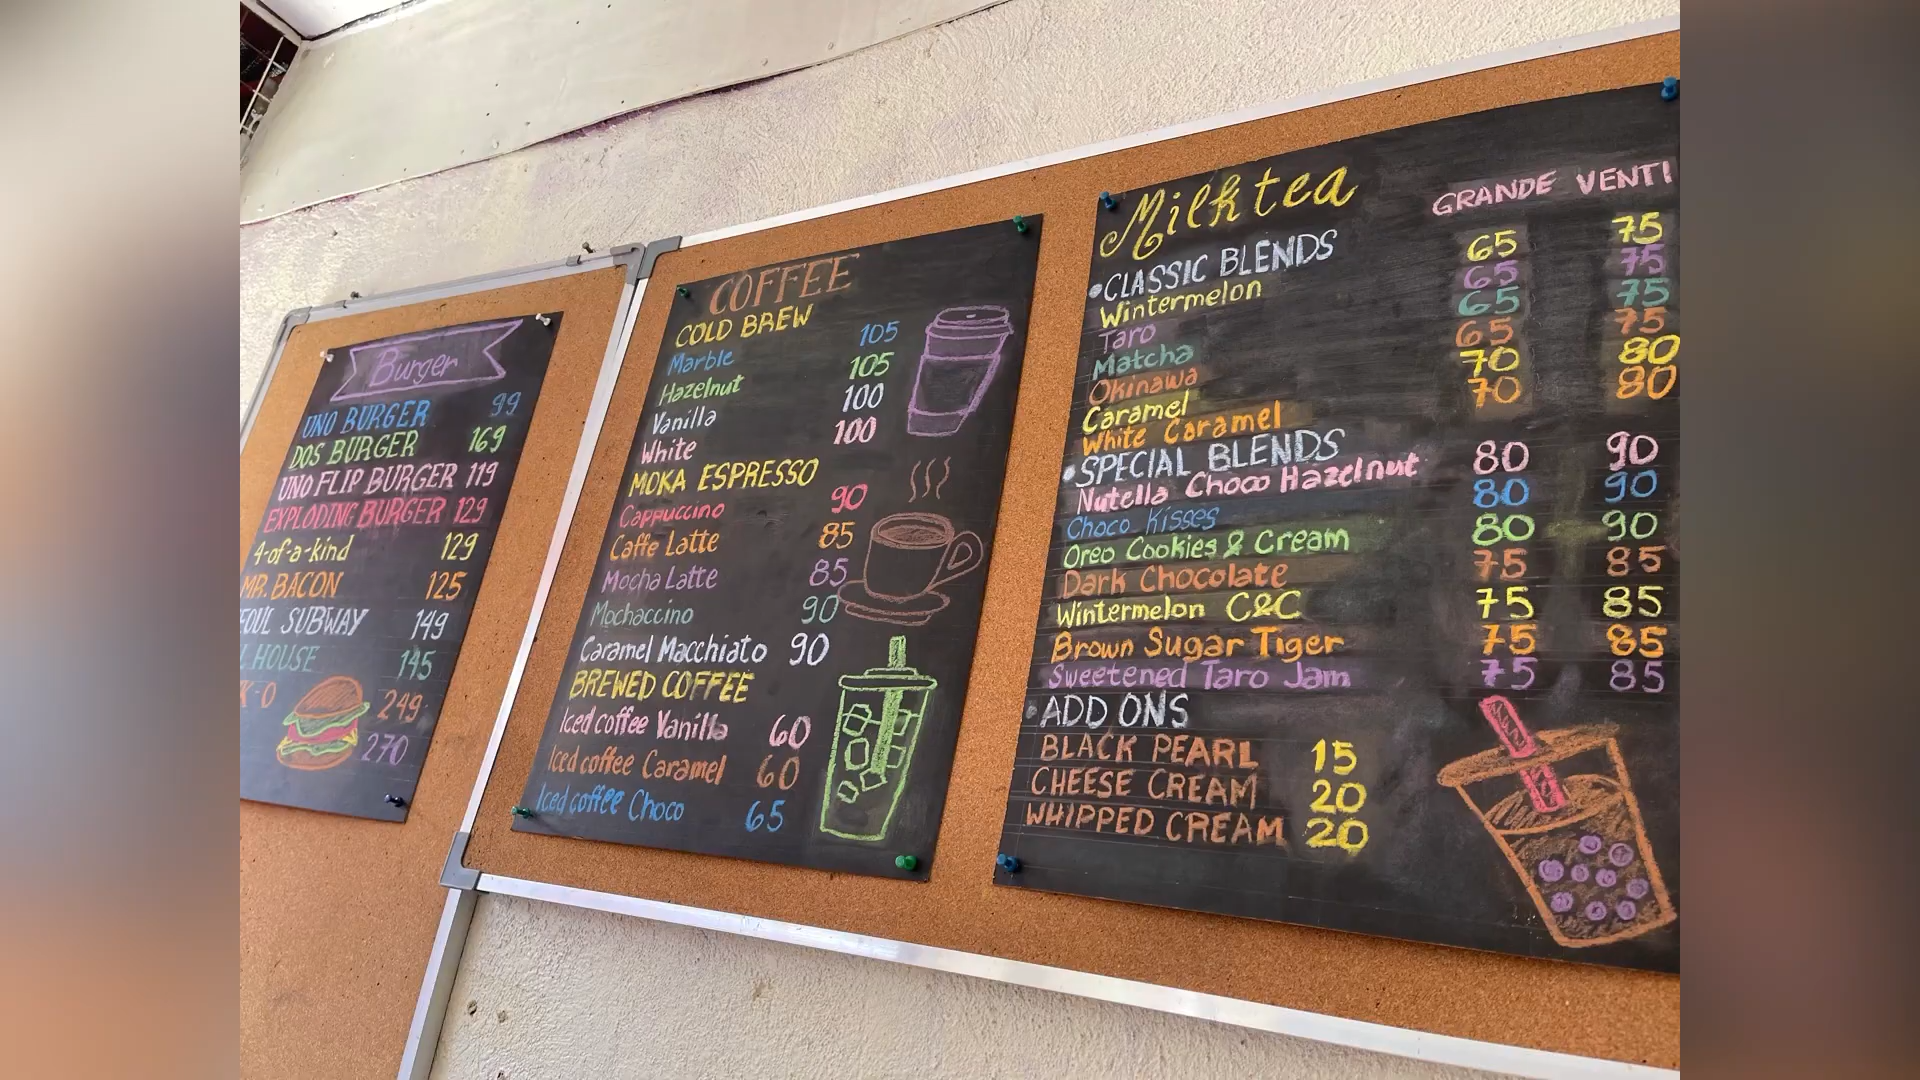 Burger
UNO BURGER 99
DOS BURGER 169
UNO FLIP BURGER 119
EXPLODING BURGER 129
4-of-a-kind 129
MR. BACON 125
SUBWAY 149
HOUSE 145
249
270
COFFEE
COLD BREW
Marble 105
Hazelnut 105
Vanilla 100
White 100
MOKA ESPRESSO
Cappuccino 90
Caffe Latte 85
Mocha Latte 85
Mochaccino 90
Caramel Macchiato 90
BREWED COFFEE
Iced coffee Vanilla 60
Iced coffee Caramel 60
Iced coffee Choco 65
Milktea GRANDE VENTI
•CLASSIC BLENDS
Wintermelon 65 75
Taro 65 75
Matcha 65 75
Okinawa 65 75
Caramel 70 80
White Caramel 70 80
•SPECIAL BLENDS
Nutella Choco Hazelnut 80 90
Choco Kisses 80 90
Oreo Cookies & Cream 80 90
Dark Chocolate 75 85
Wintermelon C&C 75 85
Brown Sugar Tiger 75 85
Sweetened Taro Jam 75 85
•ADD ONS
BLACK PEARL 15
CHEESE CREAM 20
WHIPPED CREAM 20